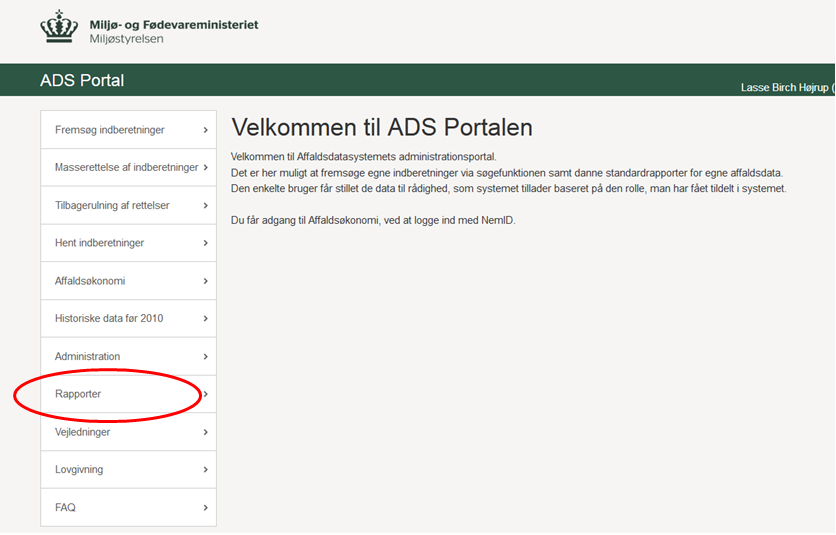 Miljø- og Fødevareministeriet
Miljøstyrelsen
ADS Portal
Lasse Birch Højrup (
Fremsøg indberetninger
Masserettelse af indberetninger
Tilbagerulning af rettelser
Hent indberetninger
Affaldsøkonomi
Historiske data før 2010
Administration
Rapporter
Vejledninger
Lovgivning
FAQ
Velkommen til ADS Portalen
Velkommen til Affaldsdatasystemets administrationportal.
Det er her muligt at fremsøge egne indberetninger via søgefunktionen samt danne standardrapporter for egne affaldsdata.
Den enkelte bruger får stillet de data til rådighed, som systemet tillader baseret på den rolle, man har fået tildelt i systemet.
Du får adgang til Affaldsøkonomi, ved at logge ind med NemID.